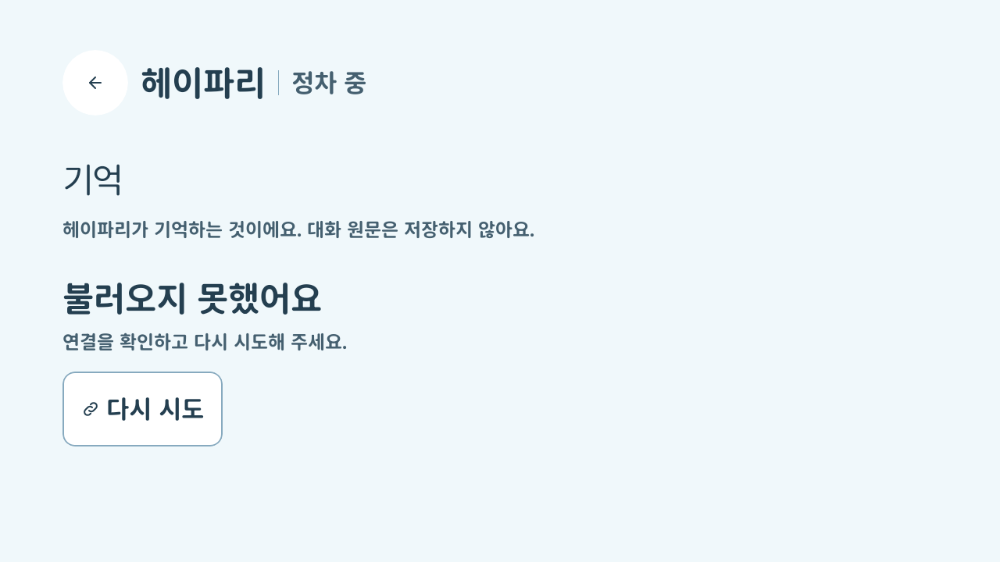 헤이파리 | 정차 중
기억
헤이파리가 기억하는 것이에요. 대화 원문은 저장하지 않아요.
불러오지 못했어요
연결을 확인하고 다시 시도해 주세요.
다시 시도